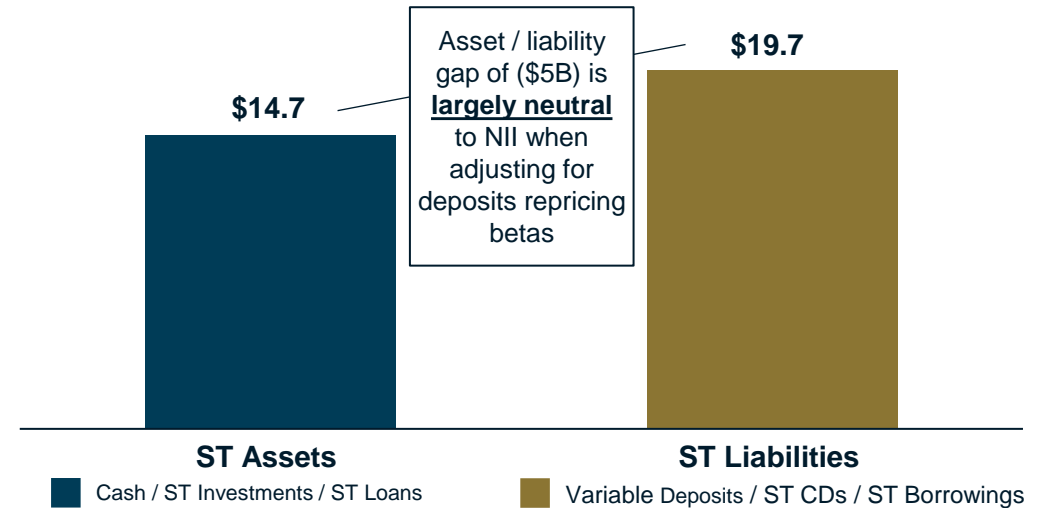 $14.7
Asset / liability
gap of ($5B) is
largely neutral
to NII when
adjusting for
deposits repricing
betas
$19.7
ST Assets
ST Liabilities
Cash / ST Investments / ST Loans
Variable Deposits / ST CDs / ST Borrowings